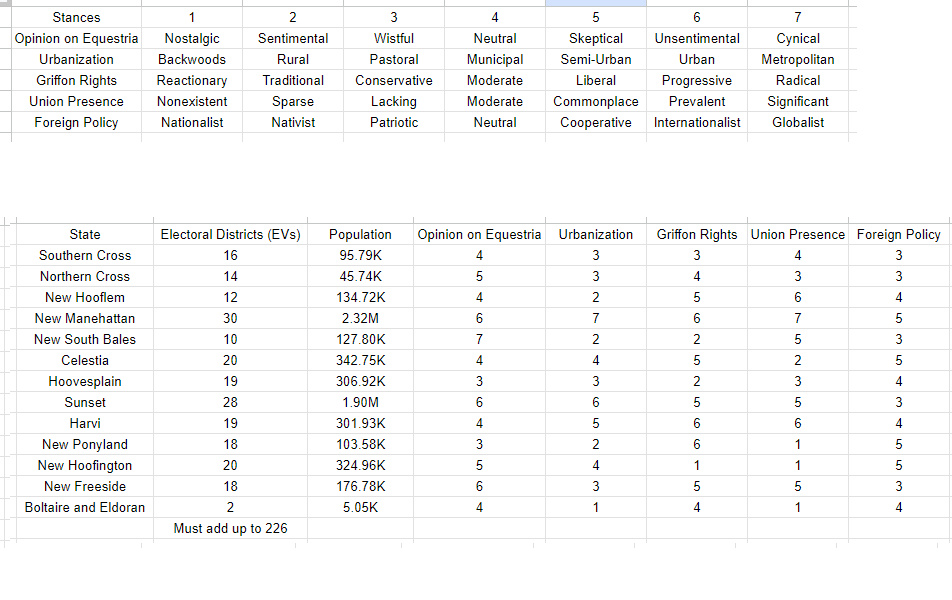 Stances 1 2 3 4 5 6 7
Opinion on Equestria Nostalgic Sentimental Wistful Neutral Skeptical Unsentimental Cynical
Urbanization Backwoods Rural Pastoral Municipal Semi-Urban Urban Metropolitan
Griffon Rights Reactionary Traditional Conservative Moderate Liberal Progressive Radical
Union Presence Nonexistent Sparse Lacking Moderate Commonplace Prevalent Significant
Foreign Policy Nationalist Nativist Patriotic Neutral Cooperative Internationalist Globalist
State Electoral Districts (EVs) Population Opinion on Equestria Urbanization Griffon Rights Union Presence Foreign Policy
Southern Cross 16 95.79K 4 3 3 4 3
Northern Cross 14 45.74K 5 3 4 3 3
New Hooflem 12 134.72K 4 2 5 6 4
New Manehattan 30 2.32M 6 7 6 7 5
New South Bales 10 127.80K 7 2 2 5 3
Celestia 20 342.75K 4 4 5 2 5
Hoovesplain 19 306.92K 3 3 2 3 4
Sunset 28 1.90M 6 6 5 5 3
Harvi 19 301.93K 4 5 6 6 4
New Ponyland 18 103.58K 3 2 6 1 5
New Hoofington 20 324.96K 5 4 1 1 5
New Freeside 18 176.78K 6 3 5 5 3
Boltaire and Eldoran 2 5.05K 4 1 4 1 4
Must add up to 226